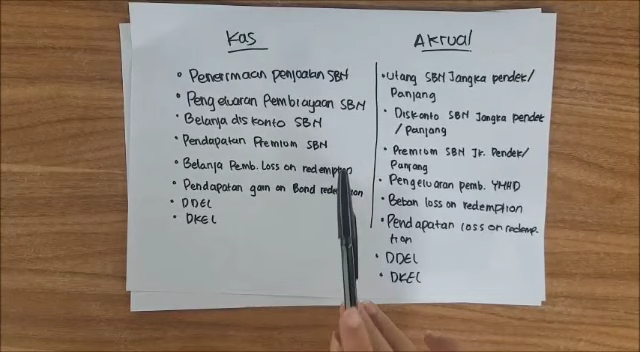 Kas
• Penerimaan penjualan SBN
• Pengeluaran Pembiayaan SBN
• Belanja diskonto SBN
• Pendapatan Premium SBN
• Belanja Pemb. Loss on redemption
• Pendapatan gain on Bond redemption
• DDEL
• DKEL
Akrual
• Utang SBN Jangka pendek/
Panjang
• Diskonto SBN Jangka pendek
/Panjang
• Premium SBN Jk. Pendek/
Panjang
• Pengeluaran pemb. YMHD
• Beban loss on redemption
• Pendapatan loss on redemp.
tion
• DDEL
• DKEL